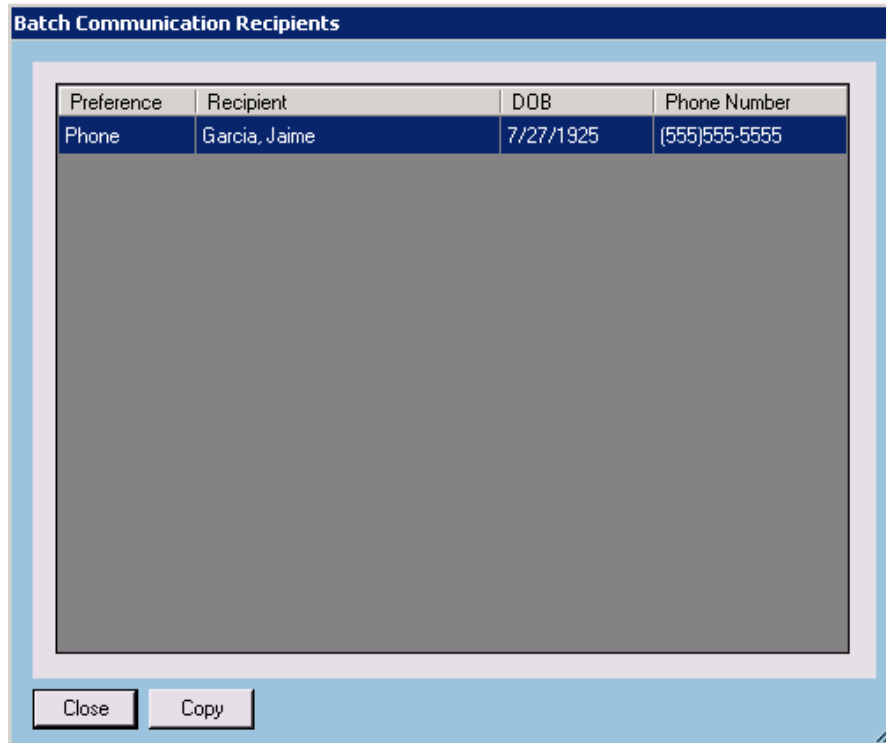 Batch Communication Recipients
Preference Recipient DOB Phone Number
Phone Garcia, Jaime 7/27/1925 (555)555-5555
Close Copy